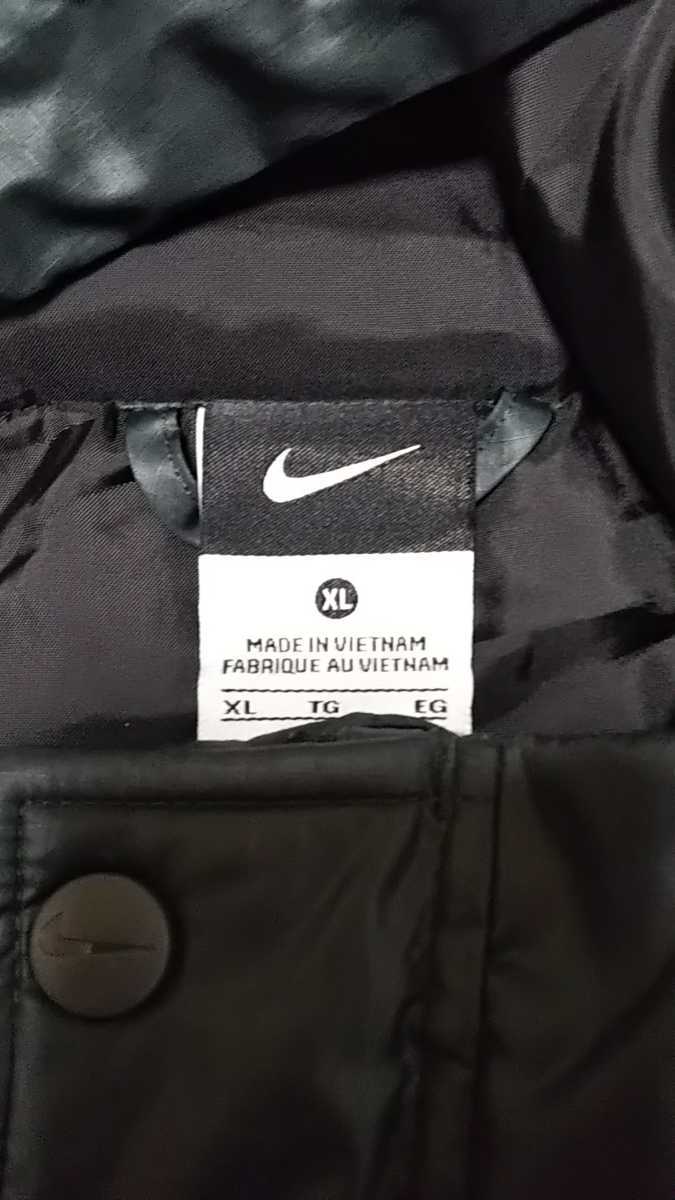 XL
MADE IN VIETNAM
FABRIQUE AU VIETNAM
XL TG EG